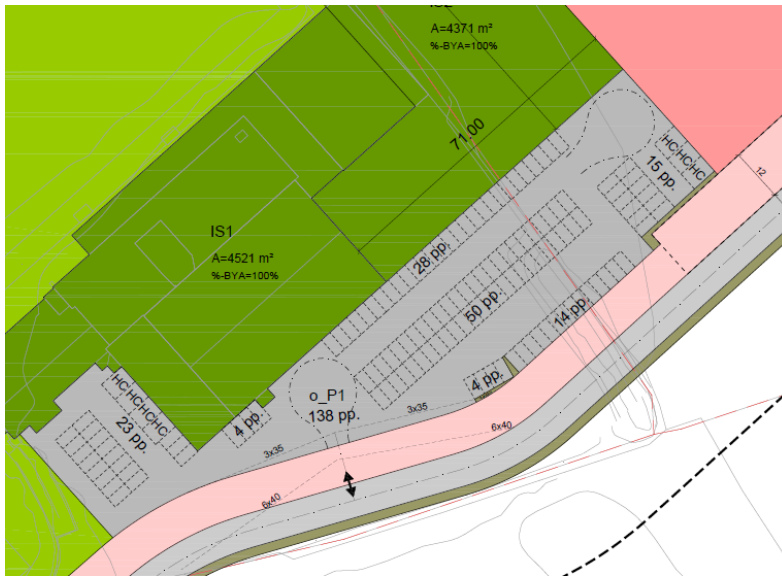 A=4371 m²
%-BYA=100%
71.00
HC HC HC
15 pp.
12
IS1
A=4521 m²
%-BYA=100%
28 pp.
50 pp.
14 pp.
4 pp.
o_P1
138 pp.
HC HC HC HC
23 pp.
4 pp.
3x35
3x35
6x40
6x40